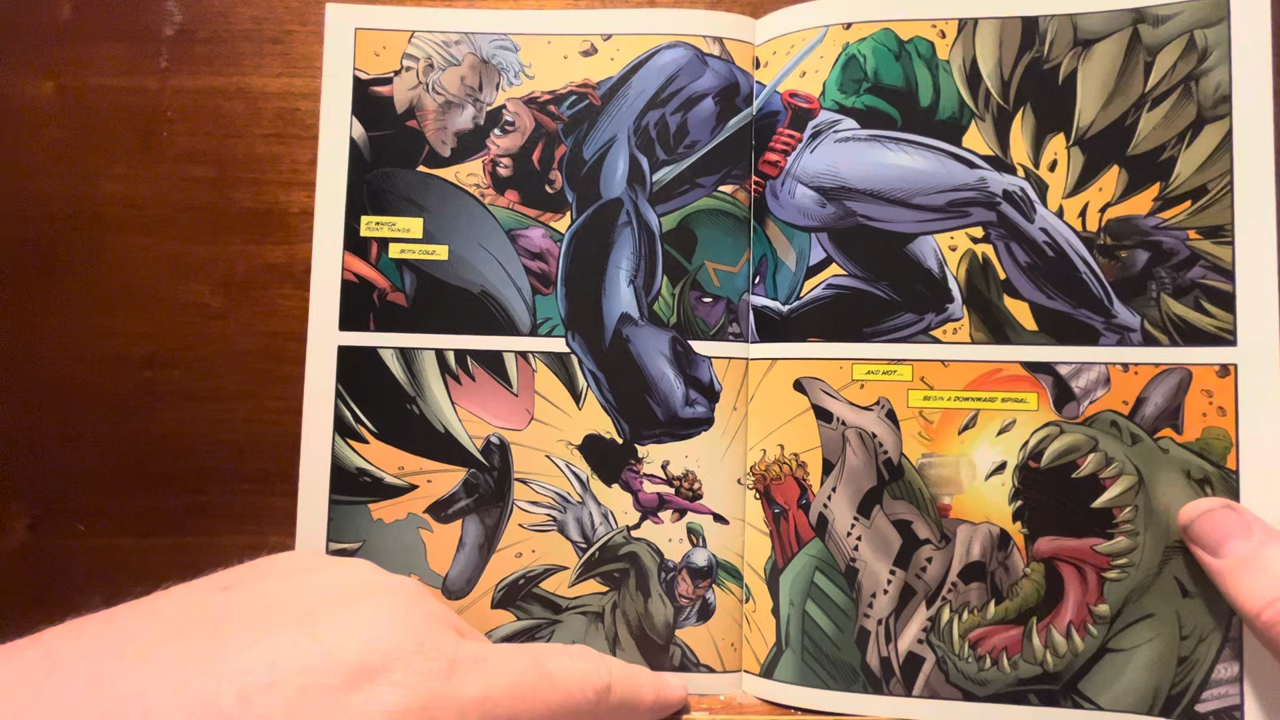 AT WHICH
POINT, THINGS...
...BOTH COLD...
...AND HOT...
...BEGIN A DOWNWARD SPIRAL.